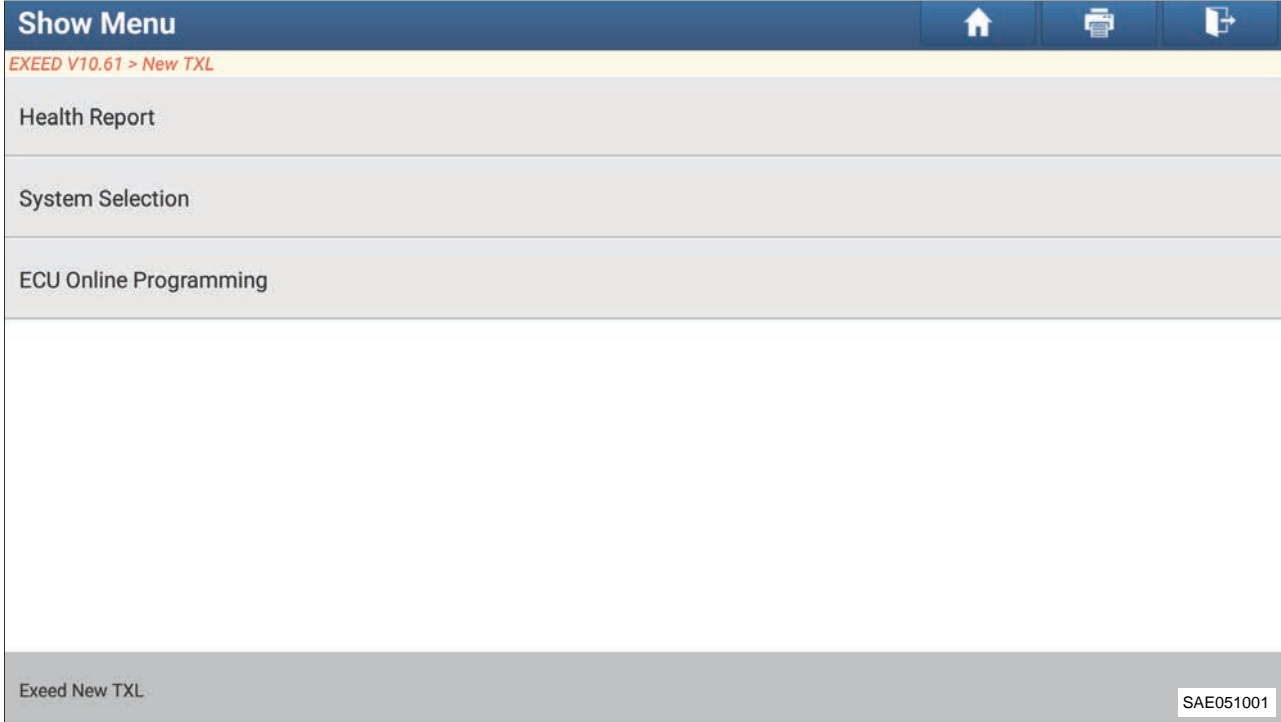 Show Menu
EXEED V10.61 > New TXL
Health Report
System Selection
ECU Online Programming
Exeed New TXL
SAE051001